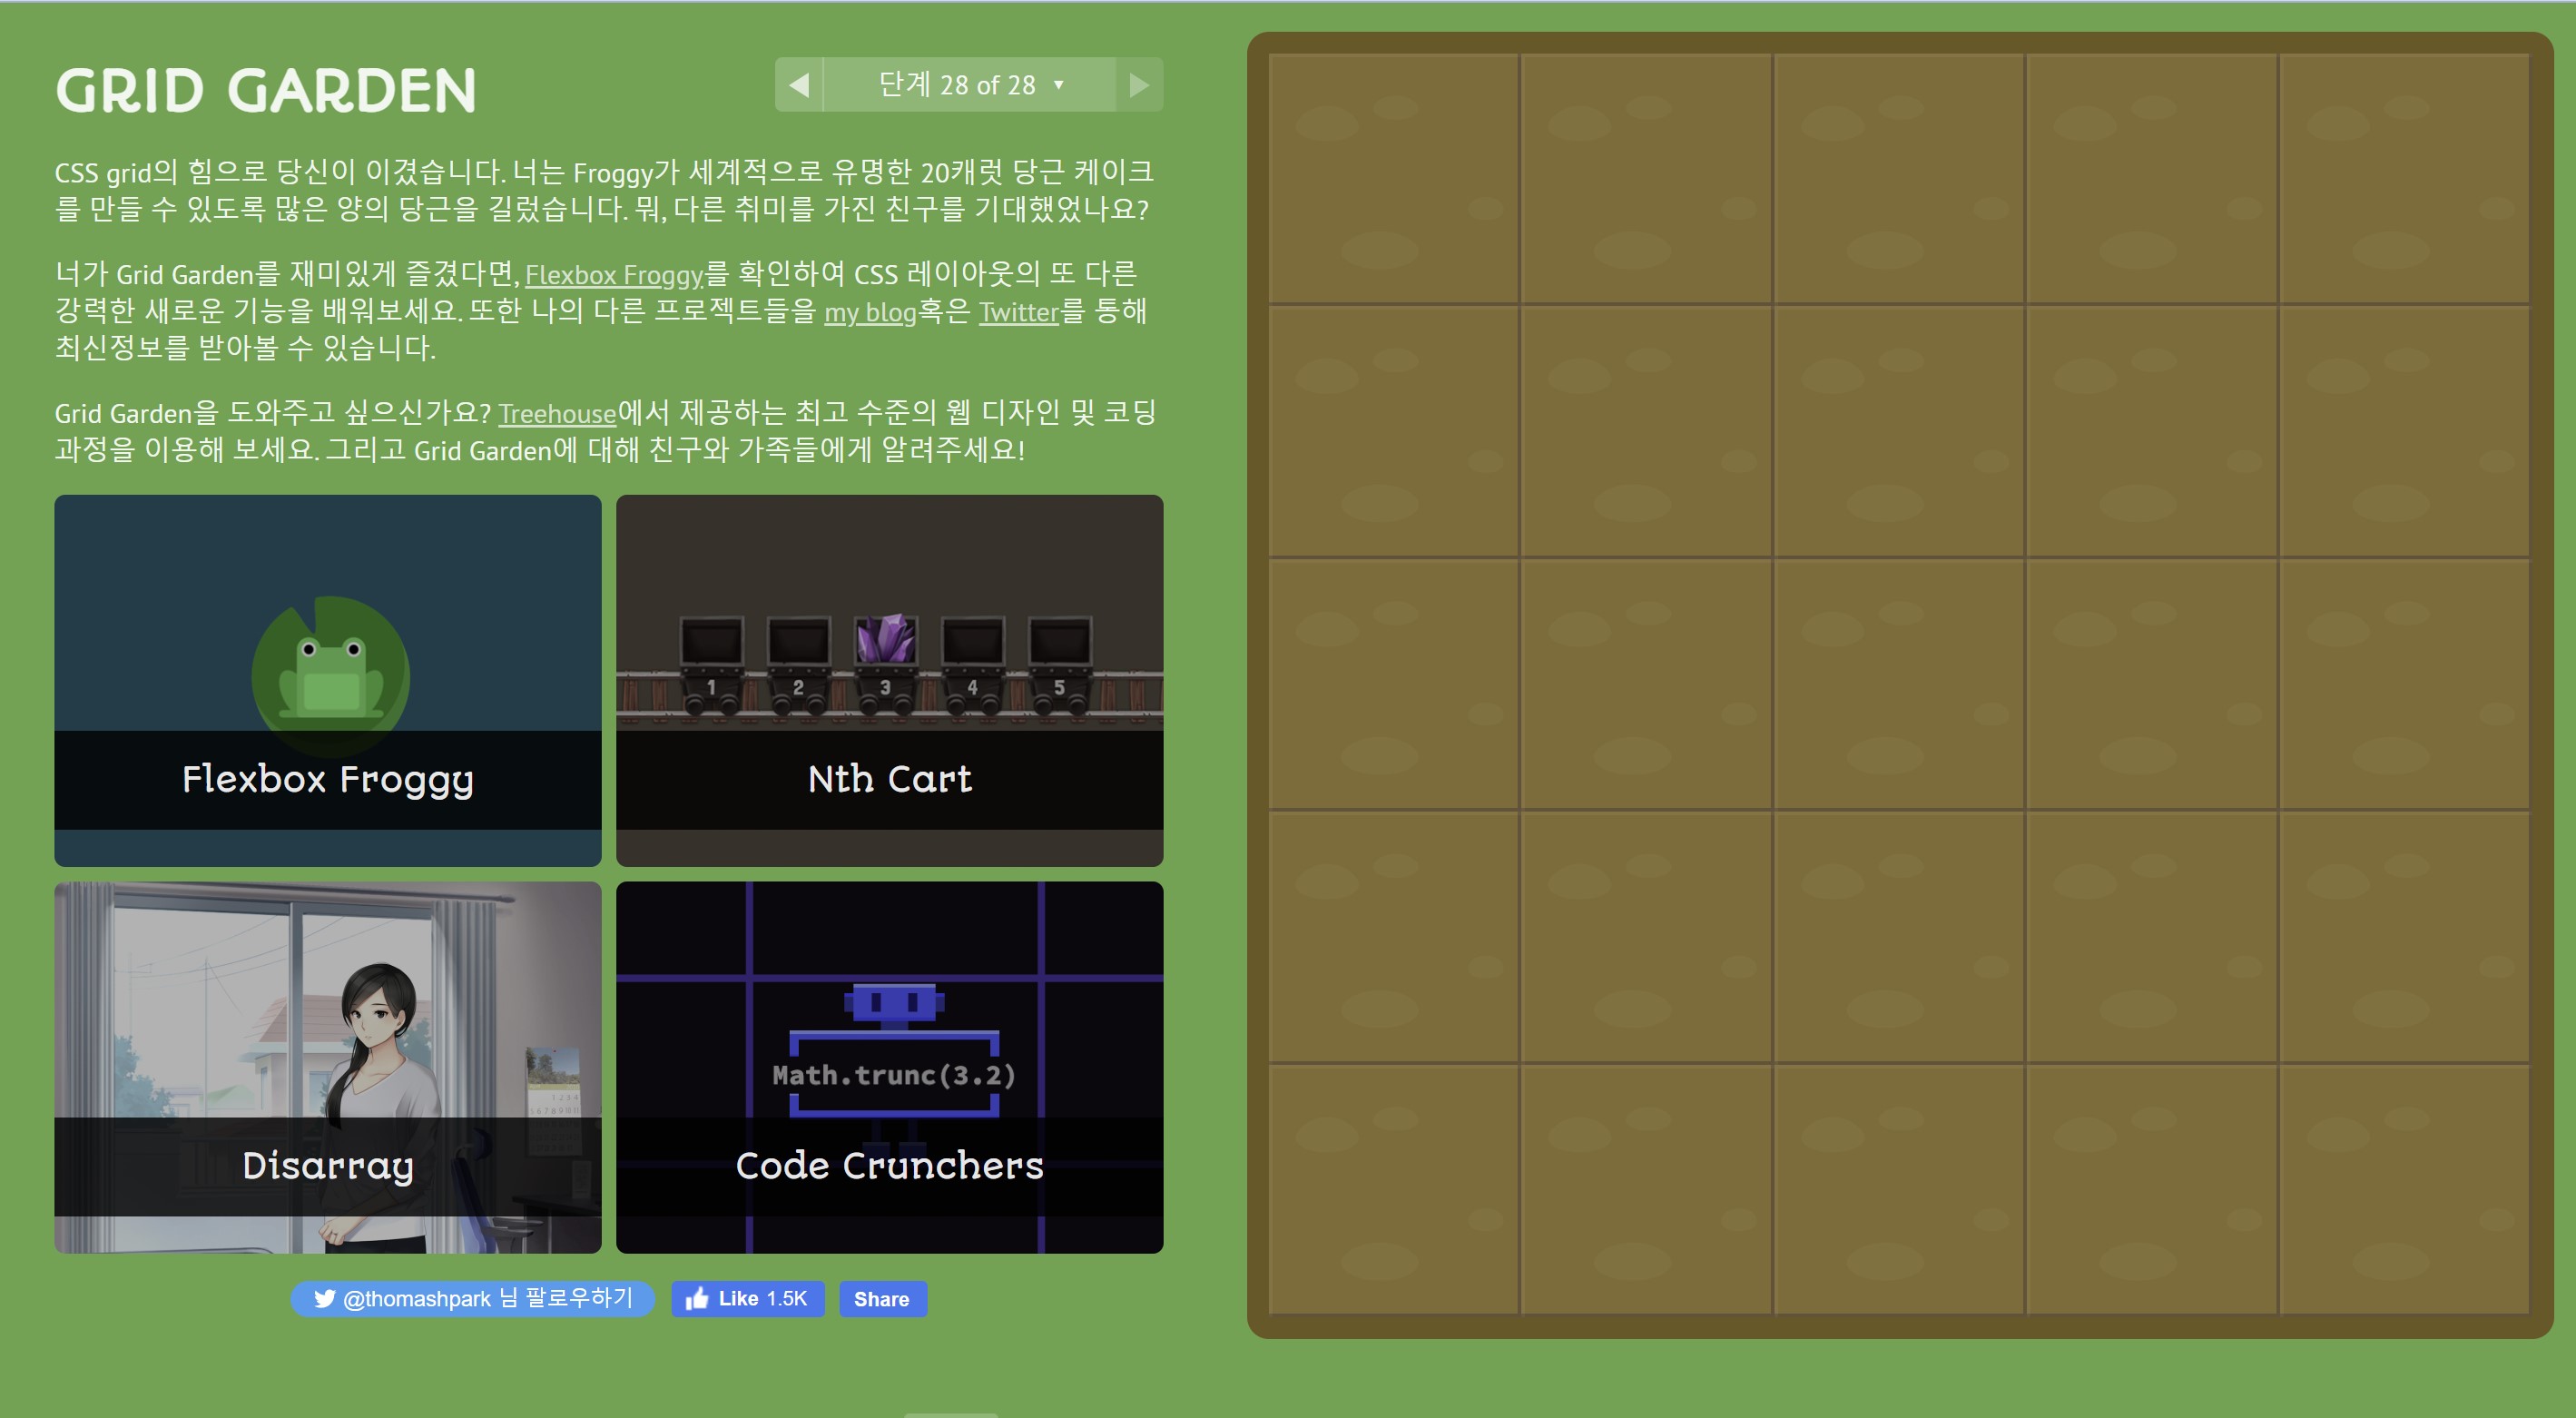 GRID GARDEN
단계 28 of 28
CSS grid의 힘으로 당신이 이겼습니다. 너는 Froggy가 세계적으로 유명한 20캐럿 당근 케이크
를 만들 수 있도록 많은 양의 당근을 길렀습니다. 뭐, 다른 취미를 가진 친구를 기대했었나요?
너가 Grid Garden를 재미있게 즐겼다면, Flexbox Froggy를 확인하여 CSS 레이아웃의 또 다른
강력한 새로운 기능을 배워보세요. 또한 나의 다른 프로젝트들을 my blog혹은 Twitter를 통해
최신정보를 받아볼 수 있습니다.
Grid Garden을 도와주고 싶으신가요? Treehouse에서 제공하는 최고 수준의 웹 디자인 및 코딩
과정을 이용해 보세요. 그리고 Grid Garden에 대해 친구와 가족들에게 알려주세요!
Flexbox Froggy
1 2 3 4 5
Nth Cart
Disarray
Math.trunc(3.2)
Code Crunchers
@thomashpark 님 팔로우하기
Like 1.5K
Share